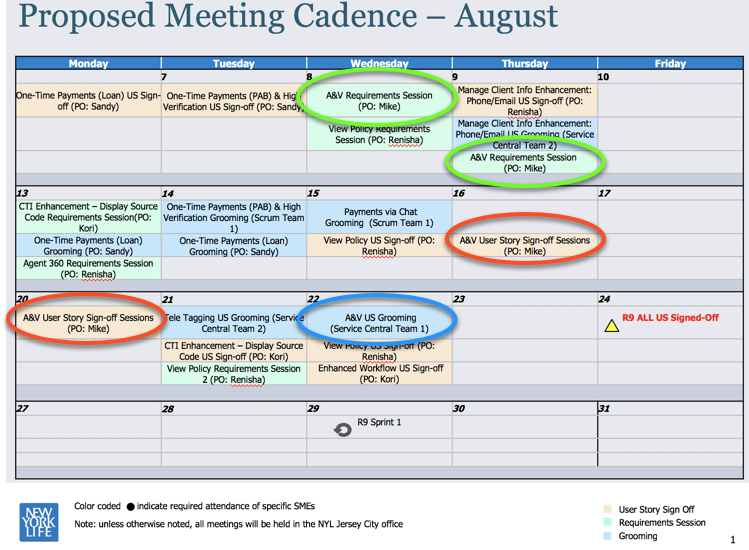 Proposed Meeting Cadence – August
Monday Tuesday Wednesday Thursday Friday
7 8 9 10
One-Time Payments (Loan) US Sign-
off (PO: Sandy)
One-Time Payments (PAB) & High
Verification US Sign-off (PO: Sandy)
A&V Requirements Session
(PO: Mike)
Manage Client Info Enhancement:
Phone/Email US Sign-off (PO:
Renisha)
View Policy Requirements
Session (PO: Renisha)
Manage Client Info Enhancement:
Phone/Email US Grooming (Service
Central Team 2)
A&V Requirements Session
(PO: Mike)
13 14 15 16 17
CTI Enhancement – Display Source
Code Requirements Session(PO:
Kori)
One-Time Payments (PAB) & High
Verification Grooming (Scrum Team
1)
Payments via Chat
Grooming (Scrum Team 1)
One-Time Payments (Loan)
Grooming (PO: Sandy)
One-Time Payments (Loan)
Grooming (PO: Sandy)
View Policy US Sign-off (PO:
Renisha)
A&V User Story Sign-off Sessions
(PO: Mike)
Agent 360 Requirements Session
(PO: Renisha)
20 21 22 23 24
A&V User Story Sign-off Sessions
(PO: Mike)
Tele Tagging US Grooming (Service
Central Team 2)
A&V US Grooming
(Service Central Team 1)
R9 ALL US Signed-Off
CTI Enhancement – Display Source
Code US Sign-off (PO: Kori)
View Policy US Sign-off (PO:
Renisha)
View Policy Requirements Session
2 (PO: Renisha)
Enhanced Workflow US Sign-off
(PO: Kori)
27 28 29 30 31
R9 Sprint 1
NEW
YORK
LIFE
Color coded ● indicate required attendance of specific SMEs
Note: unless otherwise noted, all meetings will be held in the NYL Jersey City office
User Story Sign Off
Requirements Session
Grooming
1